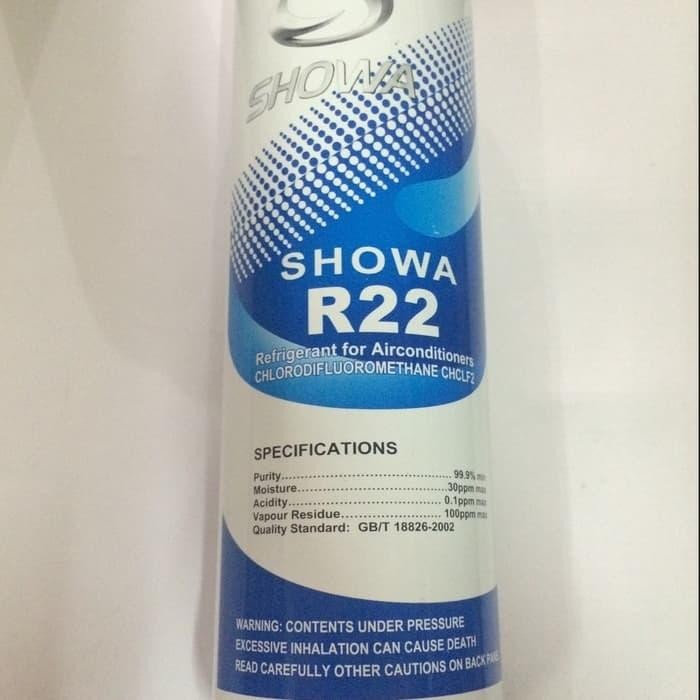 SHOWA
SHOWA
R22
Refrigerant for Airconditioners
CHLORODIFLUOROMETHANE CHCLF2
SPECIFICATIONS
Purity................................................ 99.9% min
Moisture...........................................30ppm max
Acidity............................................. 0.1ppm max
Vapour Residue............................ 100ppm max
Quality Standard: GB/T 18826-2002
WARNING: CONTENTS UNDER PRESSURE
EXCESSIVE INHALATION CAN CAUSE DEATH
READ CAREFULLY OTHER CAUTIONS ON BACK PANEL